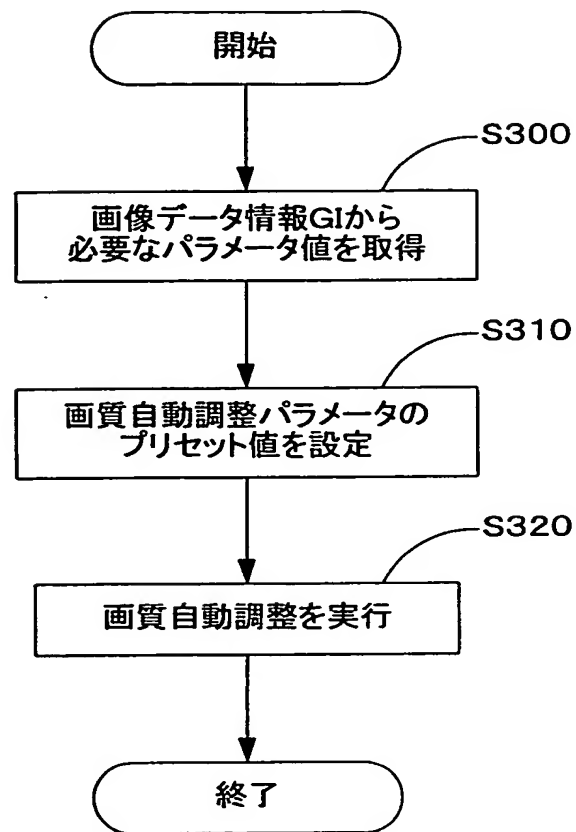 開始
S300
画像データ情報GIから
必要なパラメータ値を取得
S310
画質自動調整パラメータの
プリセット値を設定
S320
画質自動調整を実行
終了